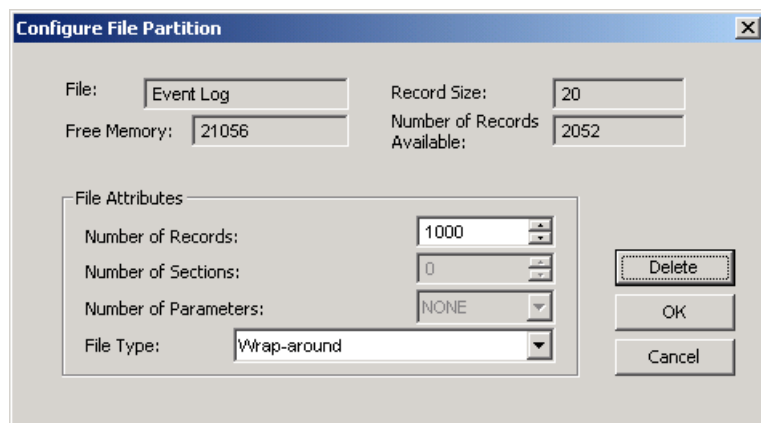 Configure File Partition
File: Event Log Record Size: 20
Free Memory: 21056 Number of Records Available: 2052
File Attributes
Number of Records: 1000
Number of Sections: 0
Number of Parameters: NONE
File Type: Wrap-around
Delete
OK
Cancel